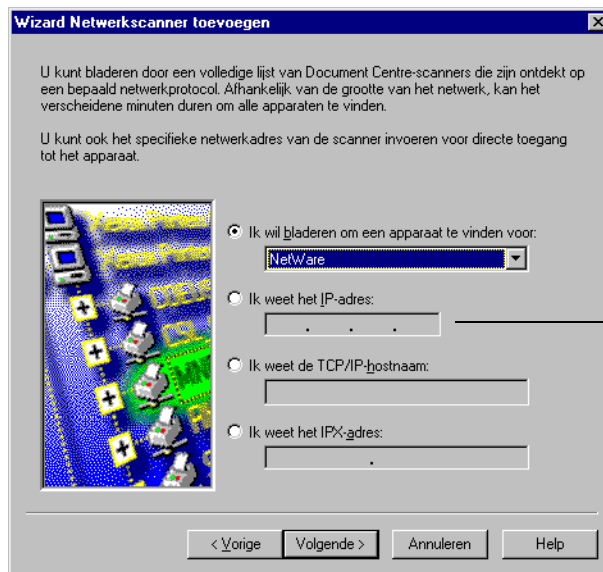 Wizard Netwerkscanner toevoegen
U kunt bladeren door een volledige lijst van Document Centre-scanners die zijn ontdekt op
een bepaald netwerkprotocol. Afhankelijk van de grootte van het netwerk, kan het
verscheidene minuten duren om alle apparaten te vinden.
U kunt ook het specifieke netwerkadres van de scanner invoeren voor directe toegang
tot het apparaat.
Ik wil bladeren om een apparaat te vinden voor:
NetWare
Ik weet het IP-adres:
. . .
Ik weet de TCP/IP-hostnaam:
Ik weet het IPX-adres:
.
< Vorige
Volgende >
Annuleren
Help